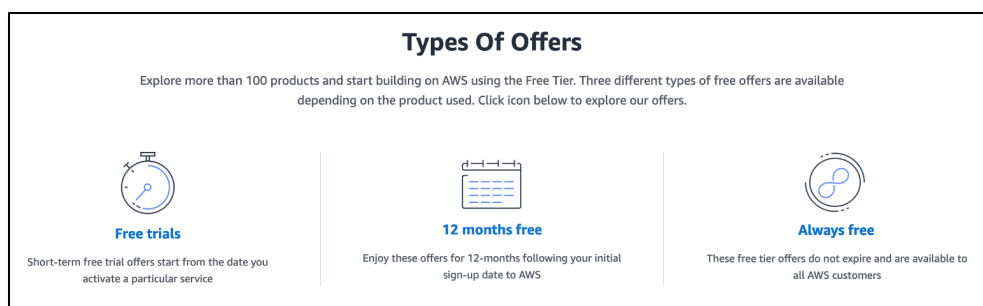 Types Of Offers
Explore more than 100 products and start building on AWS using the Free Tier. Three different types of free offers are available
depending on the product used. Click icon below to explore our offers.
Free trials
Short-term free trial offers start from the date you
activate a particular service
12 months free
Enjoy these offers for 12-months following your initial
sign-up date to AWS
Always free
These free tier offers do not expire and are available to
all AWS customers